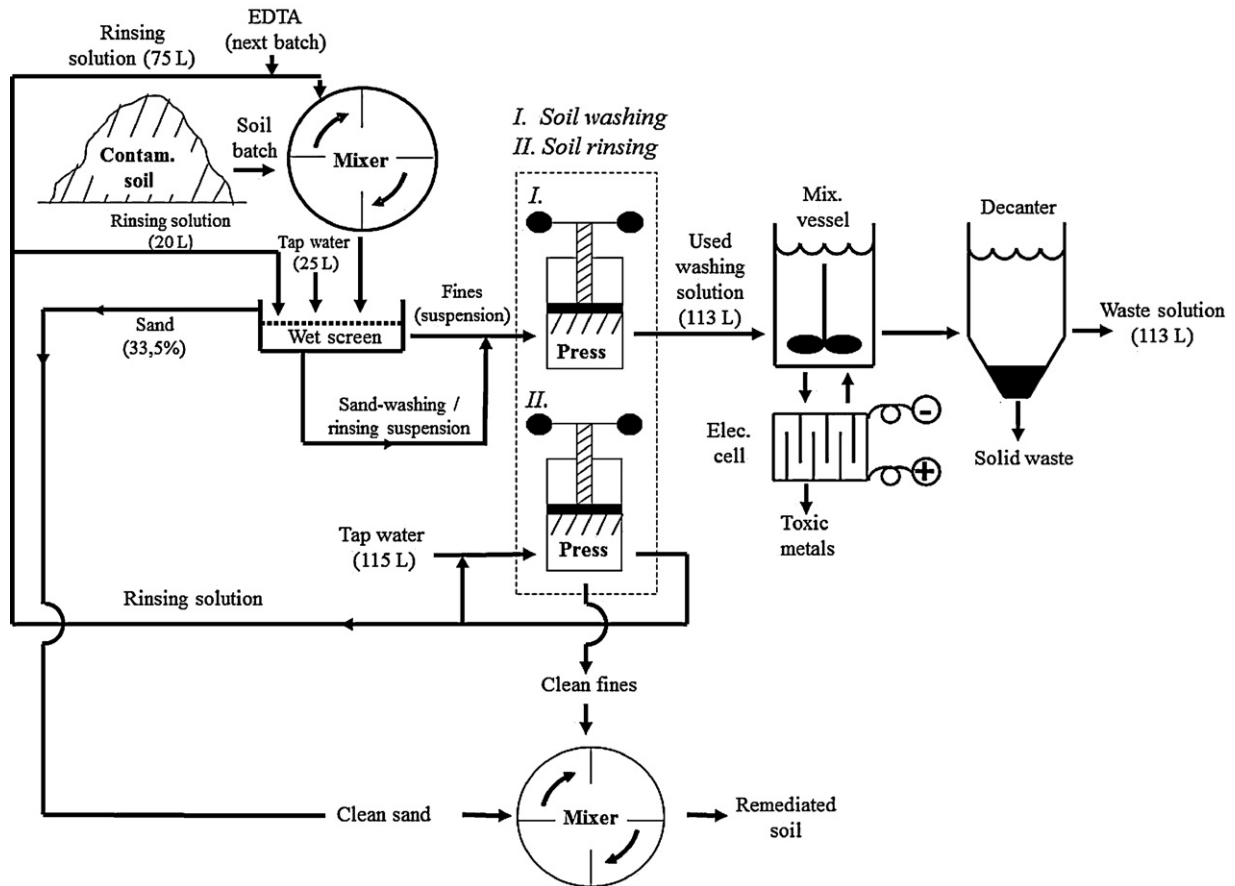 EDTA
(next batch)
Rinsing
solution (75 L)
I. Soil washing
II. Soil rinsing
Soil
batch
Mixer
Contam.
soil
Rinsing solution
(20 L)
Tap water
(25 L)
I.
Mix.
vessel
Decanter
Used
washing
solution
(113 L)
Waste solution
(113 L)
Sand
(33,5%)
Wet screen
Fines
(suspension)
Press
Sand-washing /
rinsing suspension
II.
Elec.
cell
-
+
Solid waste
Toxic
metals
Tap water
(115 L)
Press
Rinsing solution
Clean fines
Clean sand
Mixer
Remediated
soil